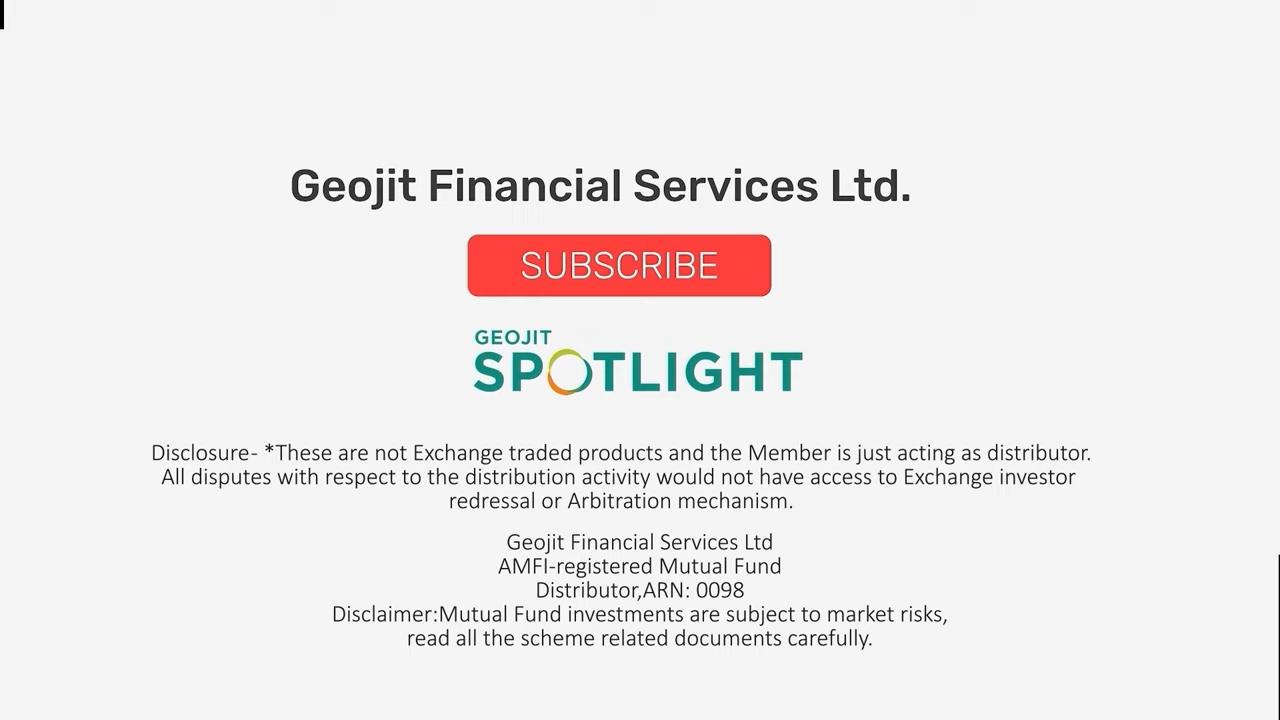 Geojit Financial Services Ltd.
SUBSCRIBE
GEOJIT
SPOTLIGHT
Disclosure- *These are not Exchange traded products and the Member is just acting as distributor.
All disputes with respect to the distribution activity would not have access to Exchange investor
redressal or Arbitration mechanism.
Geojit Financial Services Ltd
AMFI-registered Mutual Fund
Distributor,ARN: 0098
Disclaimer:Mutual Fund investments are subject to market risks,
read all the scheme related documents carefully.